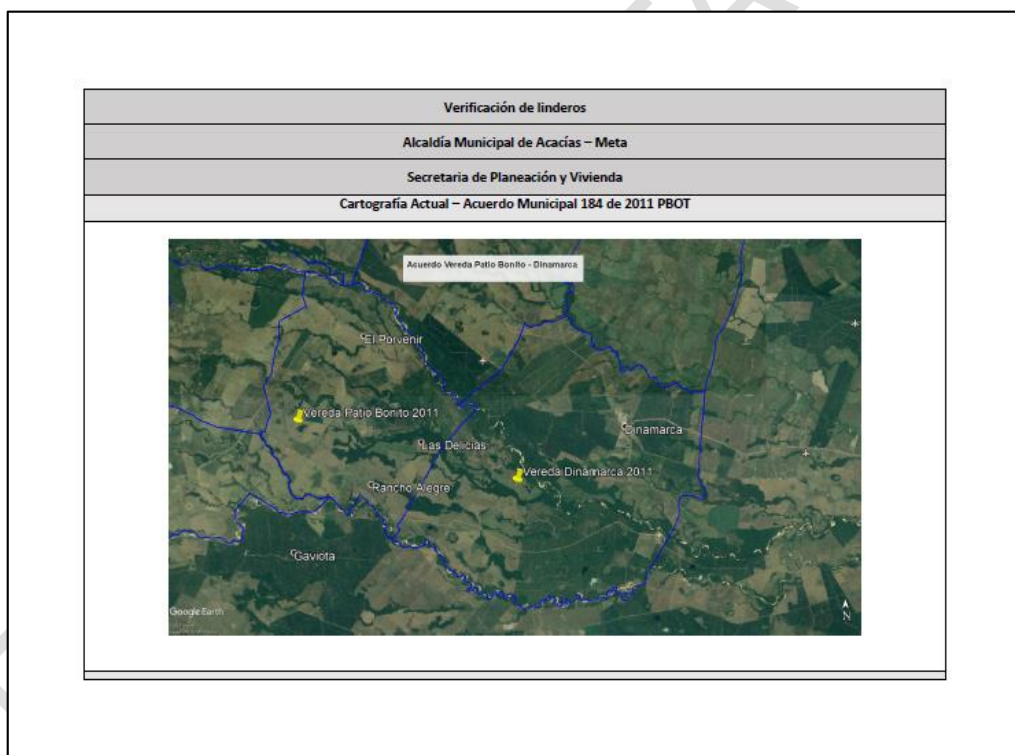 Verificación de linderos
Alcaldía Municipal de Acacías – Meta
Secretaria de Planeación y Vivienda
Cartografía Actual – Acuerdo Municipal 184 de 2011 PBOT
Acuerdo Vereda Patio Bonito - Dinamarca
El Porvenir
Vereda Patio Bonito 2011
Dinamarca
Las Delicias
Vereda Dinamarca 2011
Rancho Alegre
Gaviota
Google Earth
N